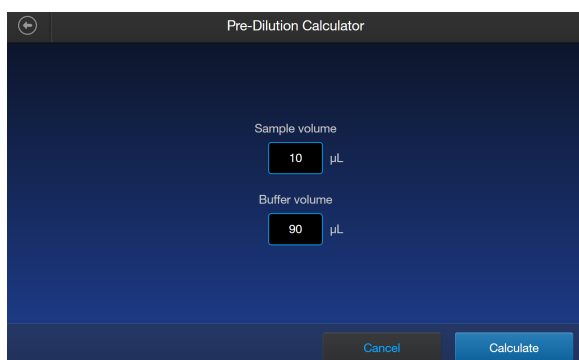 Pre-Dilution Calculator
Sample volume
10 µL
Buffer volume
90 µL
Cancel Calculate